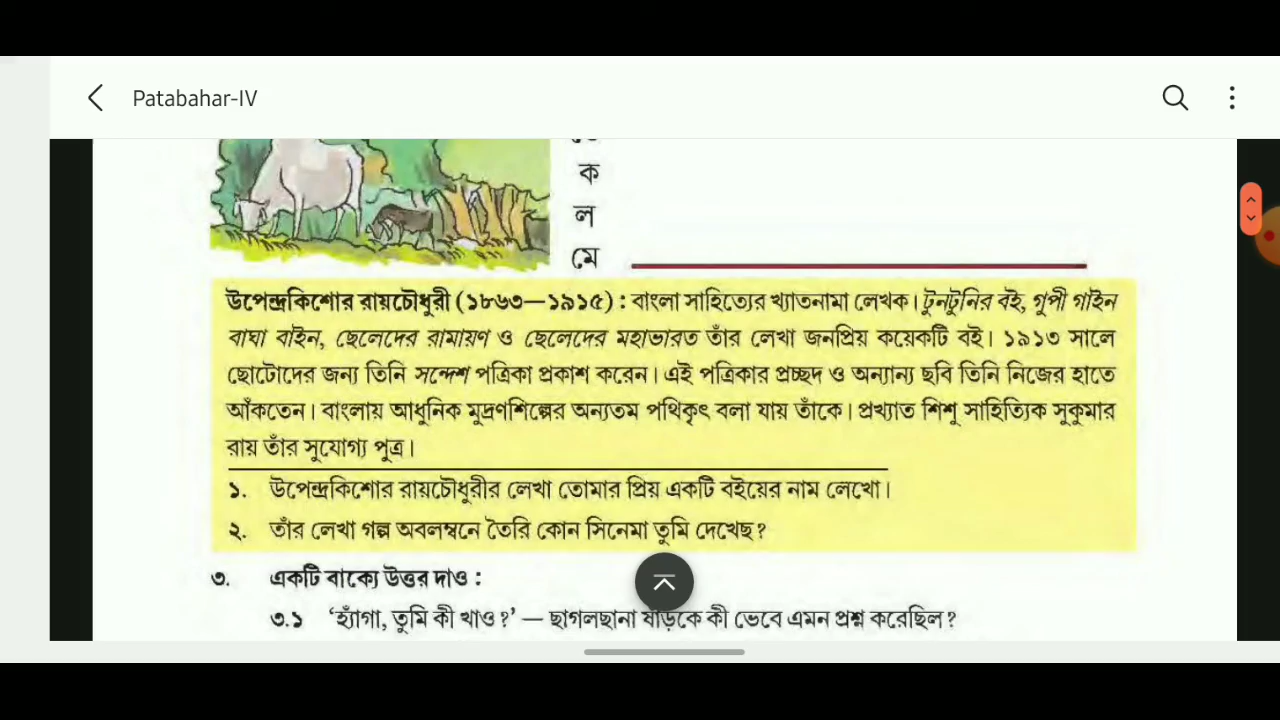 Patabahar-IV
ক
ল
মে
উপেন্দ্রকিশোর রায়চৌধুরী (১৮৬৩—১৯১৫) : বাংলা সাহিত্যের খ্যাতনামা লেখক। টুনটুনির বই, গুপী গাইন
বাঘা বাইন, ছেলেদের রামায়ণ ও ছেলেদের মহাভারত তাঁর লেখা জনপ্রিয় কয়েকটি বই। ১৯১৩ সালে
ছোটোদের জন্য তিনি সন্দেশ পত্রিকা প্রকাশ করেন। এই পত্রিকার প্রচ্ছদ ও অন্যান্য ছবি তিনি নিজের হাতে
আঁকতেন। বাংলায় আধুনিক মুদ্রণশিল্পের অন্যতম পথিকৃৎ বলা যায় তাঁকে। প্রখ্যাত শিশু সাহিত্যিক সুকুমার
রায় তাঁর সুযোগ্য পুত্র।
১. উপেন্দ্রকিশোর রায়চৌধুরীর লেখা তোমার প্রিয় একটি বইয়ের নাম লেখো।
২. তাঁর লেখা গল্প অবলম্বনে তৈরি কোন সিনেমা তুমি দেখেছ?
৩. একটি বাক্যে উত্তর দাও :
৩.১ ‘হ্যাঁগা, তুমি কী খাও?’ — ছাগলছানা ষাঁড়কে কী ভেবে এমন প্রশ্ন করেছিল?